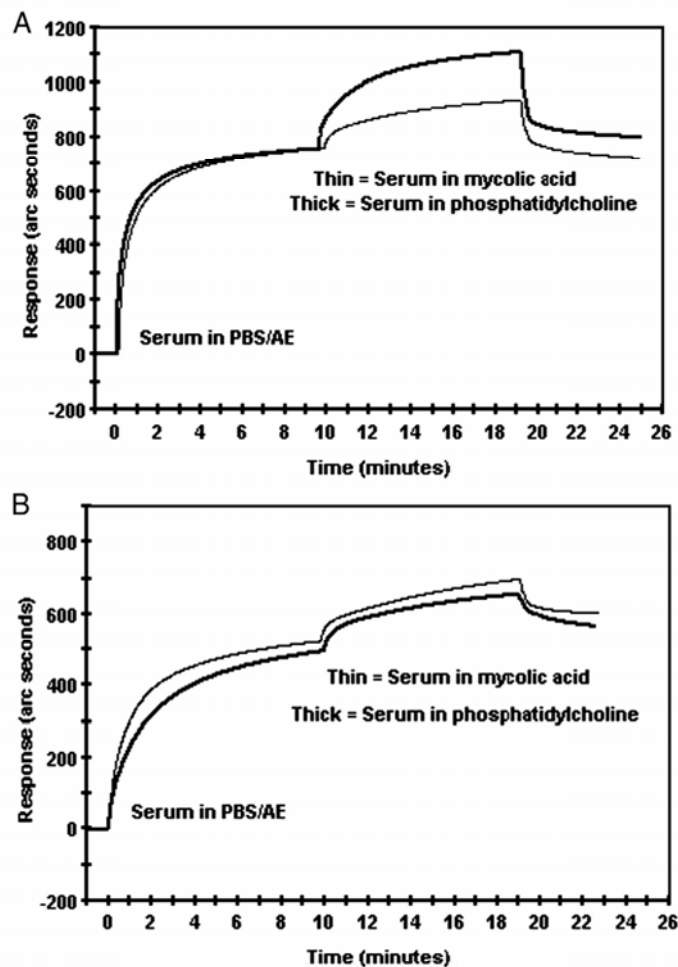 A
1200
1000
800
600
400
200
0
-200
Response (arc seconds)
Thin = Serum in mycolic acid
Thick = Serum in phosphatidylcholine
Serum in PBS/AE
0 2 4 6 8 10 12 14 16 18 20 22 24 26
Time (minutes)
B
800
600
400
200
0
-200
Response (arc seconds)
Thin = Serum in mycolic acid
Thick = Serum in phosphatidylcholine
Serum in PBS/AE
0 2 4 6 8 10 12 14 16 18 20 22 24 26
Time (minutes)